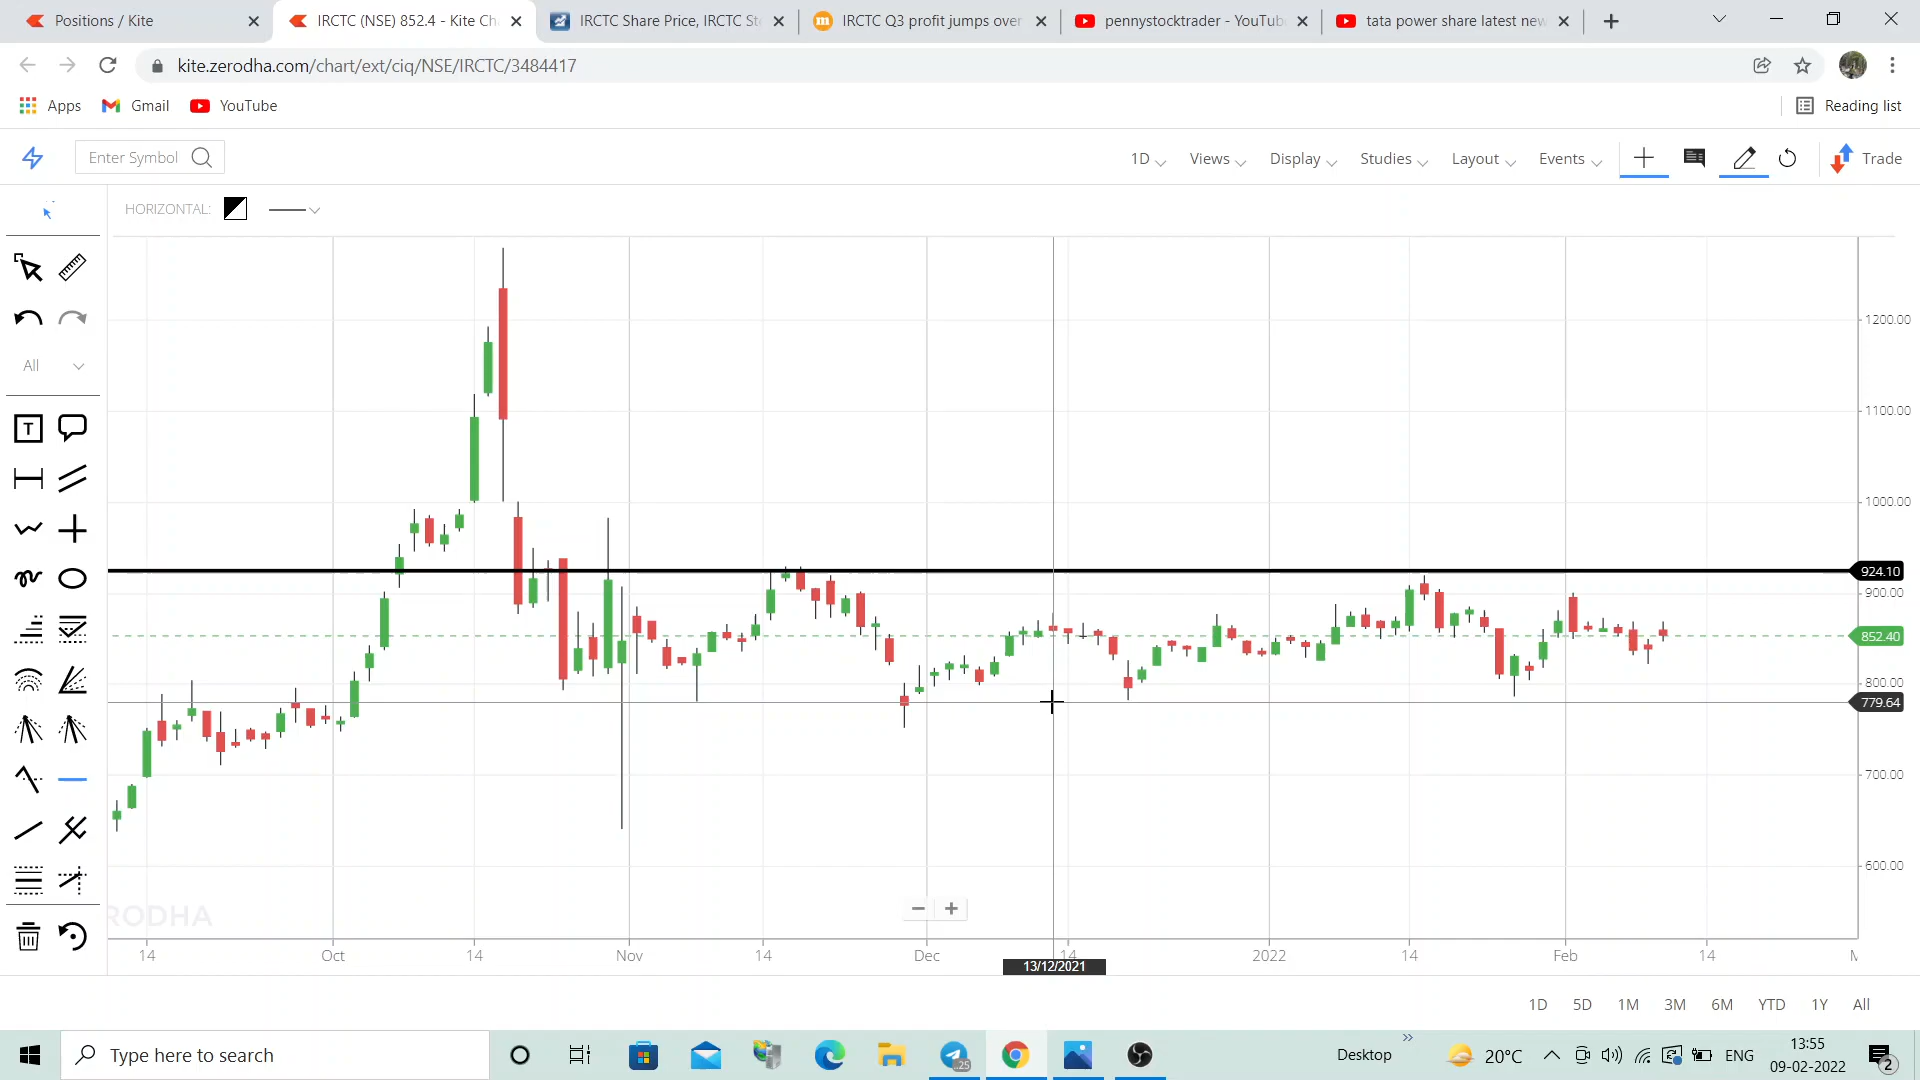 Positions / Kite
IRCTC (NSE) 852.4 - Kite Ch
IRCTC Share Price, IRCTC St
IRCTC Q3 profit jumps over
pennystocktrader - YouTub
tata power share latest new
kite.zerodha.com/chart/ext/ciq/NSE/IRCTC/3484417
Apps
Gmail
YouTube
Reading list
Enter Symbol
1D
Views
Display
Studies
Layout
Events
Trade
HORIZONTAL:
All
T
1200.00
1100.00
1000.00
924.10
900.00
852.40
800.00
779.64
700.00
600.00
RODHA
14
Oct
14
Nov
14
Dec
14
2022
14
Feb
14
13/12/2021
1D
5D
1M
3M
6M
YTD
1Y
All
Type here to search
25
Desktop
20°C
ENG
13:55
09-02-2022
2